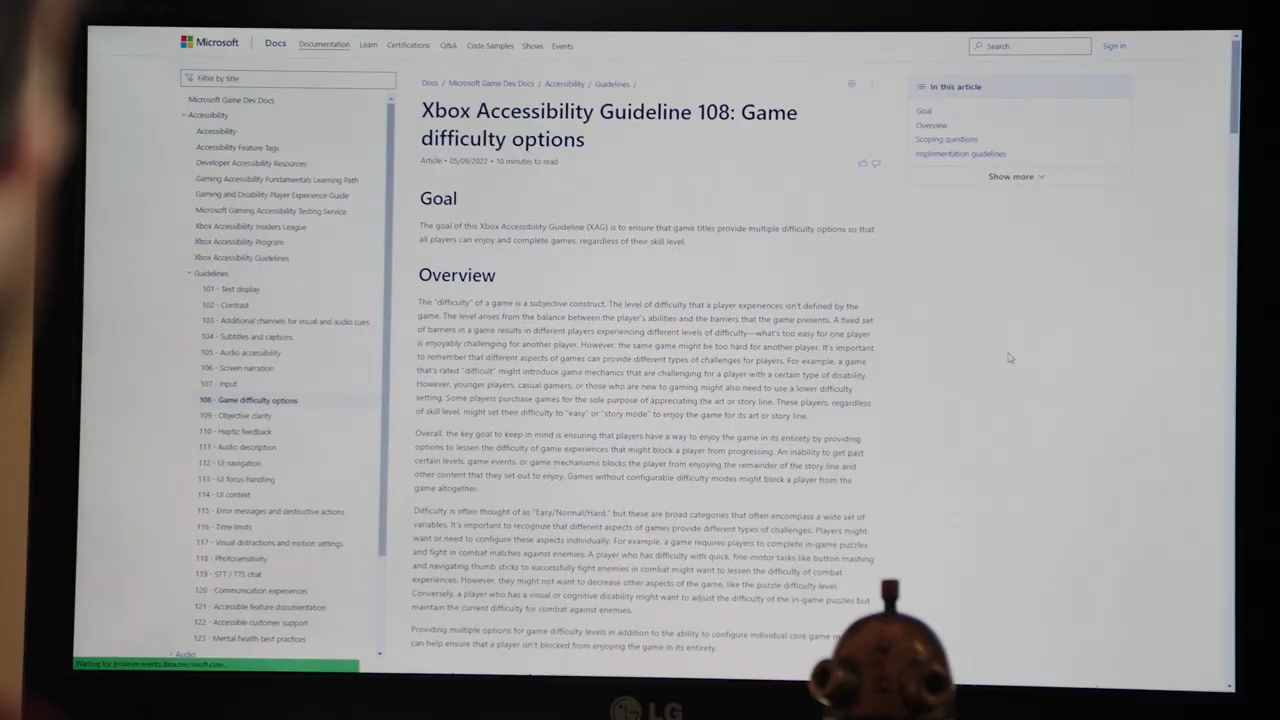 Microsoft
Docs
Documentation
Learn
Certifications
Q&A
Code Samples
Shows
Events
Search
Sign in
Filter by title
Microsoft Game Dev Docs
Accessibility
Accessibility
Accessibility Feature Tags
Developer Accessibility Resources
Gaming Accessibility Fundamentals Learning Path
Gaming and Disability Player Experience Guide
Microsoft Gaming Accessibility Testing Service
Xbox Accessibility Insiders League
Xbox Accessibility Program
Xbox Accessibility Guidelines
Guidelines
101 - Text display
102 - Contrast
103 - Additional channels for visual and audio cues
104 - Subtitles and captions
105 - Audio accessibility
106 - Screen narration
107 - Input
108 - Game difficulty options
109 - Objective clarity
110 - Haptic feedback
111 - Audio description
112 - UI navigation
113 - UI focus handling
114 - UI context
115 - Error messages and destructive actions
116 - Time limits
117 - Visual distractions and motion settings
118 - Photosensitivity
119 - STT / TTS chat
120 - Communication experiences
121 - Accessible feature documentation
122 - Accessible customer support
123 - Mental health best practices
Audio
Waiting for browser.events.data.microsoft.com...
Docs / Microsoft Game Dev Docs / Accessibility / Guidelines /
Xbox Accessibility Guideline 108: Game
difficulty options
Article • 05/09/2022 • 10 minutes to read
Goal
The goal of this Xbox Accessibility Guideline (XAG) is to ensure that game titles provide multiple difficulty options so that
all players can enjoy and complete games, regardless of their skill level.
Overview
The "difficulty" of a game is a subjective construct. The level of difficulty that a player experiences isn't defined by the
game. The level arises from the balance between the player's abilities and the barriers that the game presents. A fixed set
of barriers in a game results in different players experiencing different levels of difficulty—what's too easy for one player
is enjoyably challenging for another player. However, the same game might be too hard for another player. It's important
to remember that different aspects of games can provide different types of challenges for players. For example, a game
that's rated "difficult" might introduce game mechanics that are challenging for a player with a certain type of disability.
However, younger players, casual gamers, or those who are new to gaming might also need to use a lower difficulty
setting. Some players purchase games for the sole purpose of appreciating the art or story line. These players, regardless
of skill level, might set their difficulty to "easy" or "story mode" to enjoy the game for its art or story line.
Overall, the key goal to keep in mind is ensuring that players have a way to enjoy the game in its entirety by providing
options to lessen the difficulty of game experiences that might block a player from progressing. An inability to get past
certain levels, game events, or game mechanisms blocks the player from enjoying the remainder of the story line and
other content that they set out to enjoy. Games without configurable difficulty modes might block a player from the
game altogether.
Difficulty is often thought of as "Easy/Normal/Hard," but these are broad categories that often encompass a wide set of
variables. It's important to recognize that different aspects of games provide different types of challenges. Players might
want or need to configure these aspects individually. For example, a game requires players to complete in-game puzzles
and fight in combat matches against enemies. A player who has difficulty with quick, fine-motor tasks like button mashing
and navigating thumb sticks to successfully fight enemies in combat might want to lessen the difficulty of combat
experiences. However, they might not want to decrease other aspects of the game, like the puzzle difficulty level.
Conversely, a player who has a visual or cognitive disability might want to adjust the difficulty of the in-game puzzles but
maintain the current difficulty for combat against enemies.
Providing multiple options for game difficulty levels in addition to the ability to configure individual core game
can help ensure that a player isn't blocked from enjoying the game in its entirety.
In this article
Goal
Overview
Scoping questions
Implementation guidelines
Show more
LG